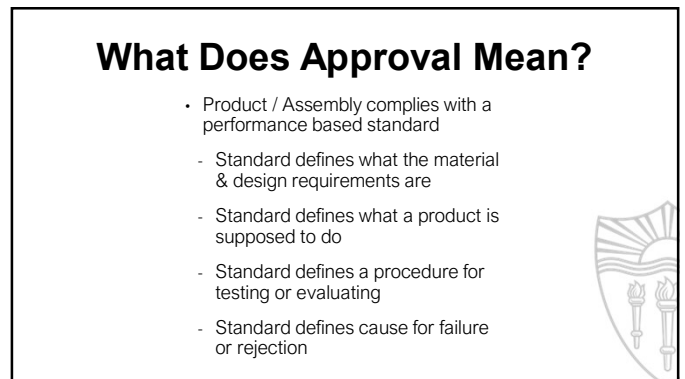 What Does Approval Mean?
• Product / Assembly complies with a
performance based standard
- Standard defines what the material
& design requirements are
- Standard defines what a product is
supposed to do
- Standard defines a procedure for
testing or evaluating
- Standard defines cause for failure
or rejection